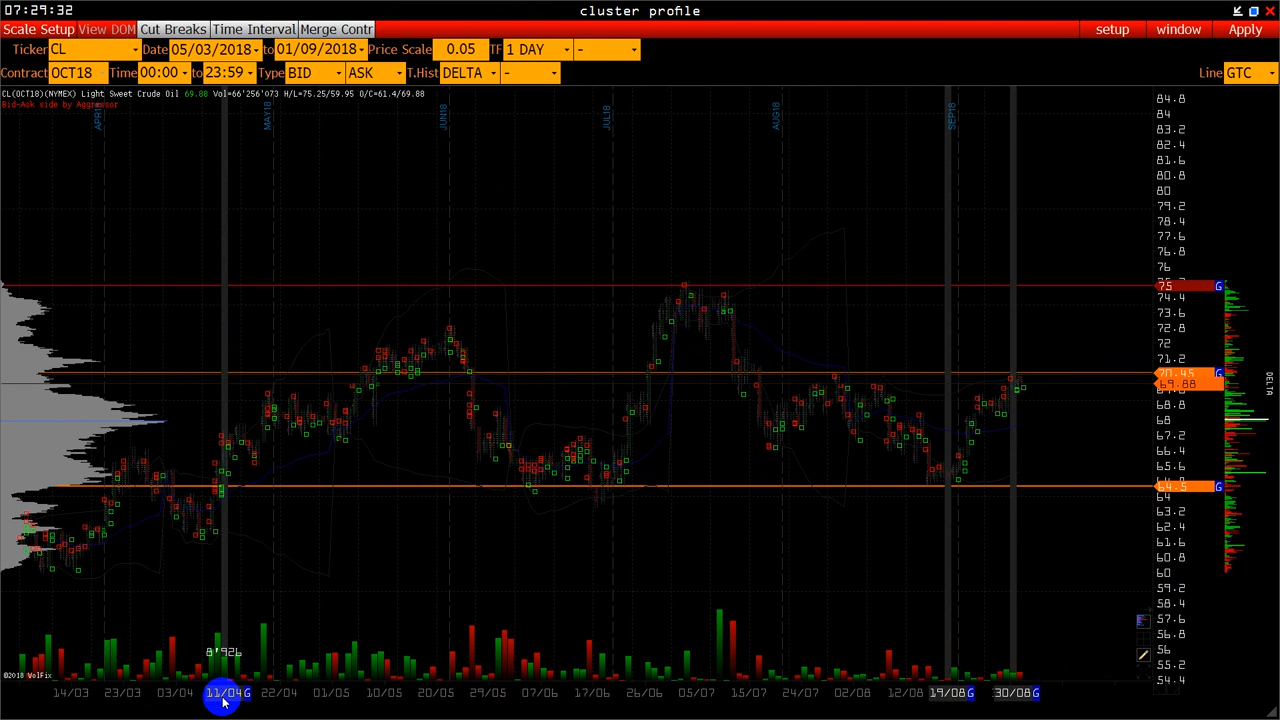 07:29:32
cluster profile
Scale Setup View DOM Cut Breaks Time Interval Merge Contr
setup window Apply
Ticker CL Date 05/03/2018 to 01/09/2018 Price Scale 0.05 TF 1 DAY -
Contract OCT18 Time 00:00 to 23:59 Type BID ASK T.Hist DELTA - Line GTC
CL(OCT18)(NYMEX) Light Sweet Crude Oil 69.88 Vol=66'256'073 H/L=75.25/59.95 O/C=61.4/69.88
Bid-Ask side by Aggressor
APR18
MAY18
JUN18
JUL18
AUG18
SEP18
84.8
84
83.2
82.4
81.6
80.8
80
79.2
78.4
77.6
76.8
76
75 G
74.4
73.6
72.8
72
71.2
70.45 G
69.88
68.8
68
67.2
66.4
65.6
64.5 G
64
63.2
62.4
61.6
60.8
60
59.2
58.4
57.6
56.8
56
55.2
54.4
DELTA
8'926
©2018 VolFix
14/03 23/03 03/04 11/04G 22/04 01/05 10/05 20/05 29/05 07/06 17/06 26/06 05/07 15/07 24/07 02/08 12/08 19/08G 30/08G